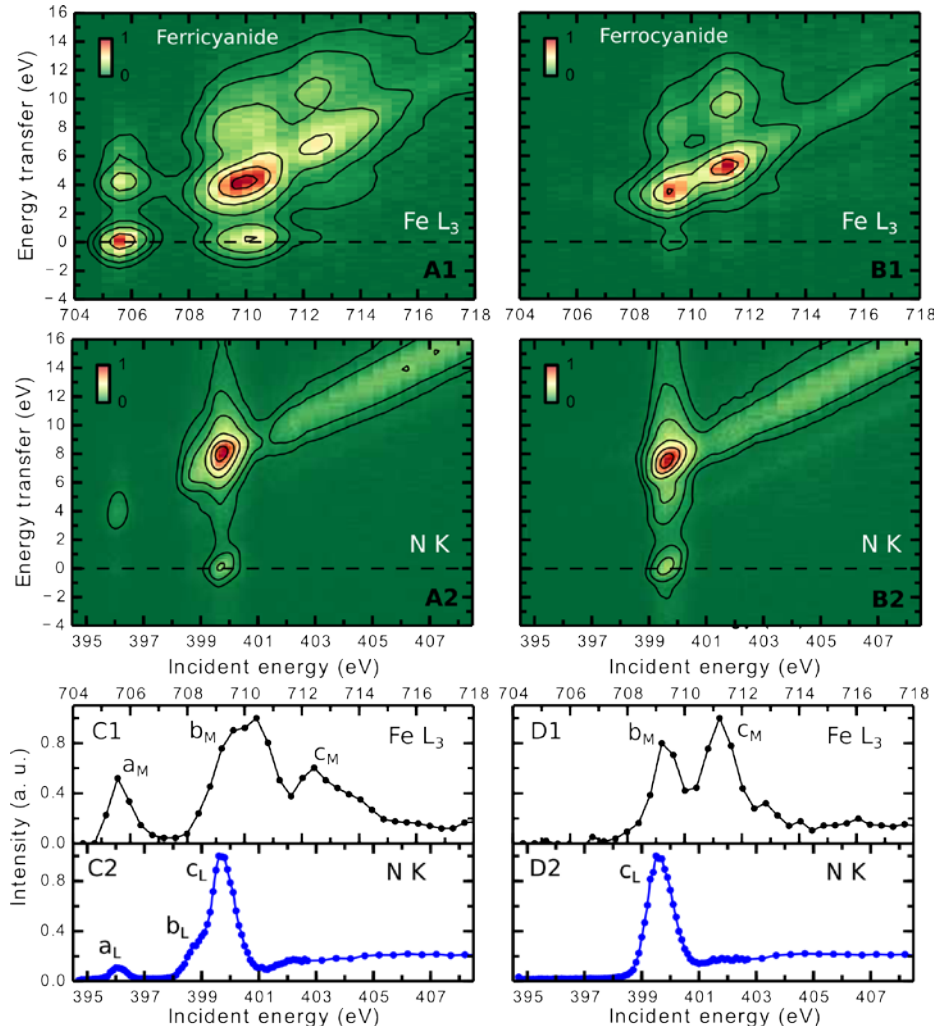 Ferricyanide
Ferrocyanide
16
14
12
10
8
6
4
2
0
−2
−4
Energy transfer (eV)
1
0
Fe L3
A1
704 706 708 710 712 714 716 718
1
0
Fe L3
B1
704 706 708 710 712 714 716 718
16
14
12
10
8
6
4
2
0
−2
−4
Energy transfer (eV)
1
0
N K
A2
395 397 399 401 403 405 407
Incident energy (eV)
1
0
N K
B2
395 397 399 401 403 405 407
Incident energy (eV)
704 706 708 710 712 714 716 718
704 706 708 710 712 714 716 718
Intensity (a. u.)
0.8
0.4
0.0
C1
aM
bM
cM
Fe L3
D1
bM
cM
Fe L3
0.8
0.4
0.0
C2
aL
bL
cL
N K
D2
cL
N K
395 397 399 401 403 405 407
Incident energy (eV)
395 397 399 401 403 405 407
Incident energy (eV)